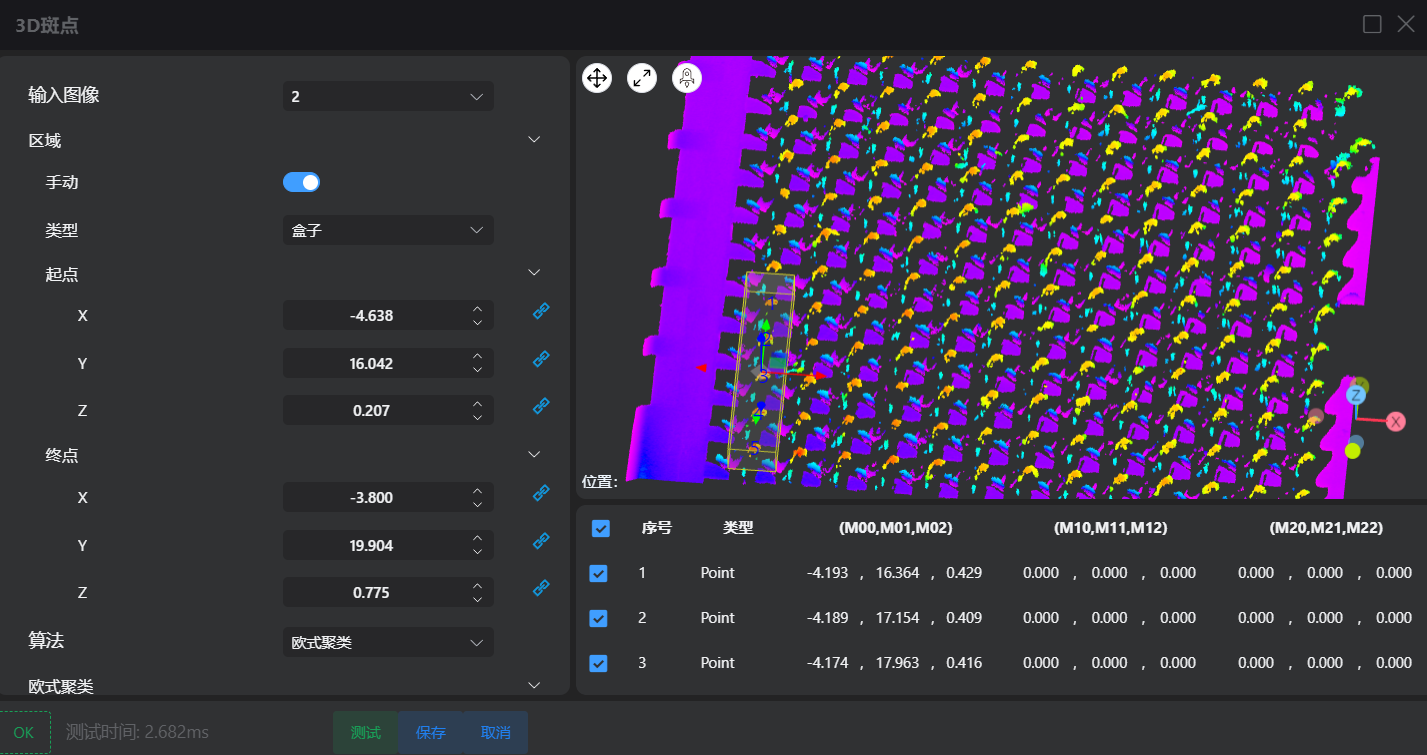 3D斑点
输入图像
2
区域
手动
类型
盒子
起点
X
-4.638
Y
16.042
Z
0.207
终点
X
-3.800
Y
19.904
Z
0.775
算法
欧式聚类
欧式聚类
Z
X
位置:
序号 类型 (M00,M01,M02) (M10,M11,M12) (M20,M21,M22)
1 Point -4.193 , 16.364 , 0.429 0.000 , 0.000 , 0.000 0.000 , 0.000 , 0.000
2 Point -4.189 , 17.154 , 0.409 0.000 , 0.000 , 0.000 0.000 , 0.000 , 0.000
3 Point -4.174 , 17.963 , 0.416 0.000 , 0.000 , 0.000 0.000 , 0.000 , 0.000
OK 测试时间: 2.682ms 测试 保存 取消